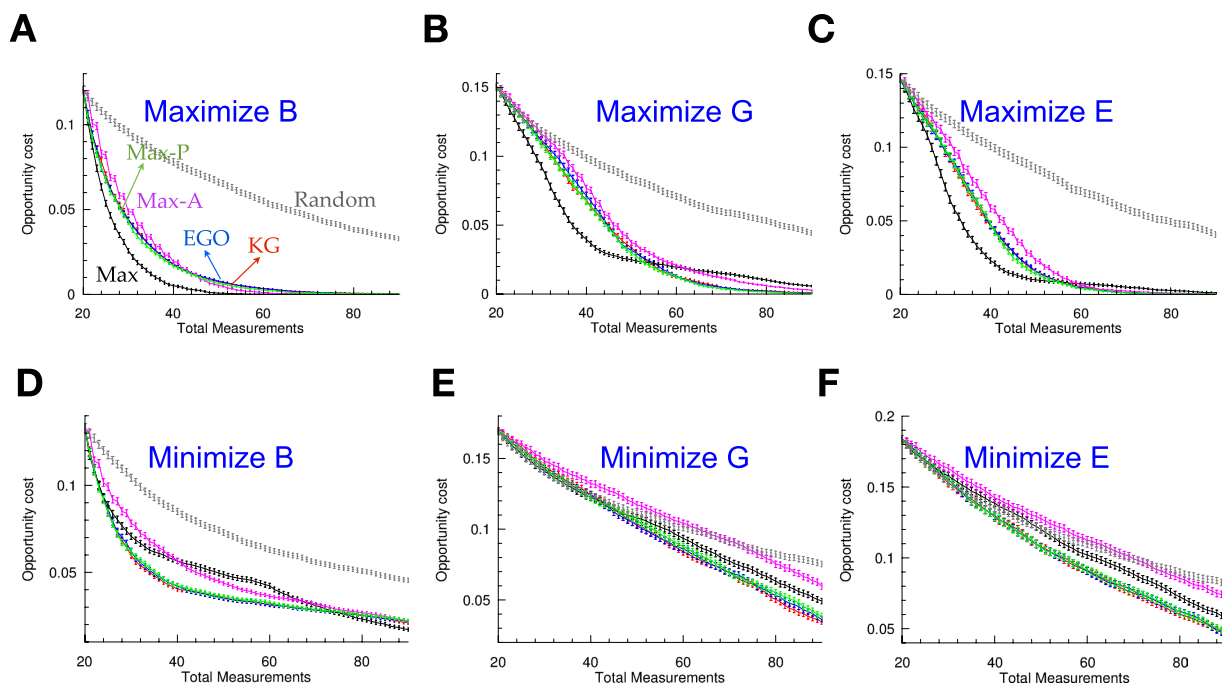 A
B
C
Maximize B
Maximize G
Maximize E
Opportunity cost
0.1
0.05
0
Max-P
Max-A
Random
EGO
KG
Max
20
40
60
80
Total Measurements
Opportunity cost
0.15
0.1
0.05
0
20
40
60
80
Total Measurements
Opportunity cost
0.15
0.1
0.05
0
20
40
60
80
Total Measurements
D
E
F
Minimize B
Minimize G
Minimize E
Opportunity cost
0.1
0.05
20
40
60
80
Total Measurements
Opportunity cost
0.15
0.1
0.05
20
40
60
80
Total Measurements
Opportunity cost
0.2
0.15
0.1
0.05
20
40
60
80
Total Measurements